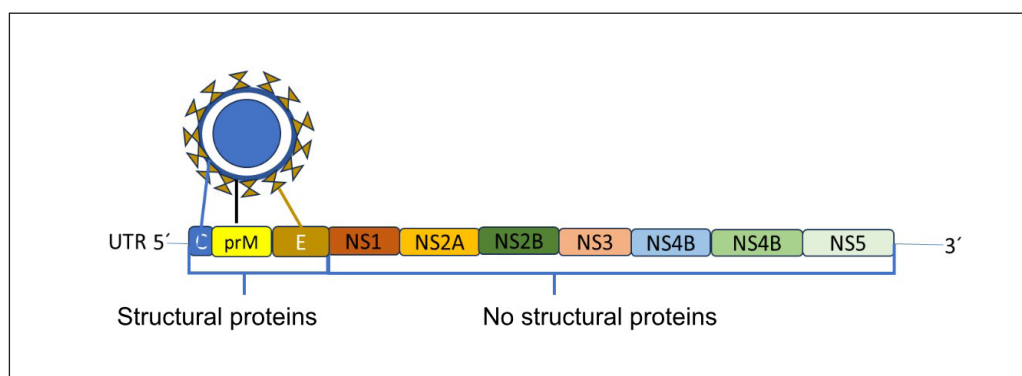 UTR 5´ C prM E NS1 NS2A NS2B NS3 NS4B NS4B NS5 3´
Structural proteins No structural proteins